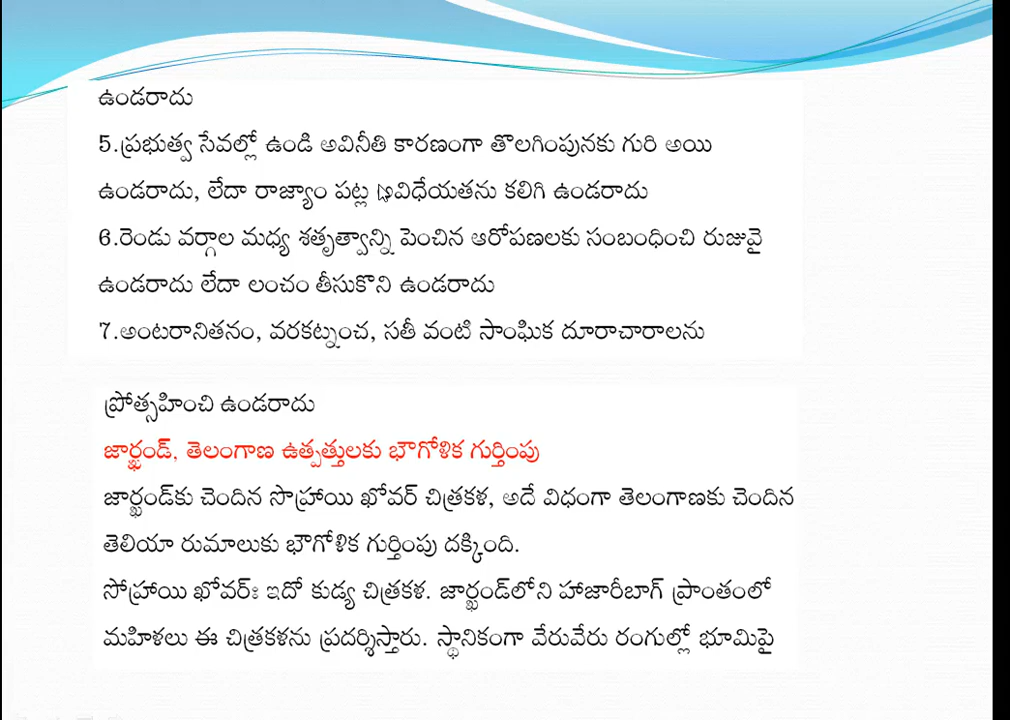 ఉండరాదు
5.ప్రభుత్వ సేవల్లో ఉండి అవినీతి కారణంగా తొలగింపునకు గురి అయి
ఉండరాదు, లేదా రాజ్యాం పట్ల అవిధేయతను కలిగి ఉండరాదు
6.రెండు వర్గాల మధ్య శతృత్వాన్ని పెంచిన ఆరోపణలకు సంబంధించి రుజువై
ఉండరాదు లేదా లంచం తీసుకొని ఉండరాదు
7.అంటరానితనం, వరకట్నంచ, సతీ వంటి సాంఘిక దూరాచారాలను
ప్రోత్సహించి ఉండరాదు
జార్ఖండ్, తెలంగాణ ఉత్పత్తులకు భౌగోళిక గుర్తింపు
జార్ఖండ్‌కు చెందిన సొహ్రాయి ఖోవర్ చిత్రకళ, అదే విధంగా తెలంగాణకు చెందిన
తెలియా రుమాలుకు భౌగోళిక గుర్తింపు దక్కింది.
సోహ్రాయి ఖోవర్ః ఇదో కుడ్య చిత్రకళ. జార్ఖండ్‌లోని హాజారీబాగ్ ప్రాంతంలో
మహిళలు ఈ చిత్రకళను ప్రదర్శిస్తారు. స్థానికంగా వేరువేరు రంగుల్లో భూమిపై